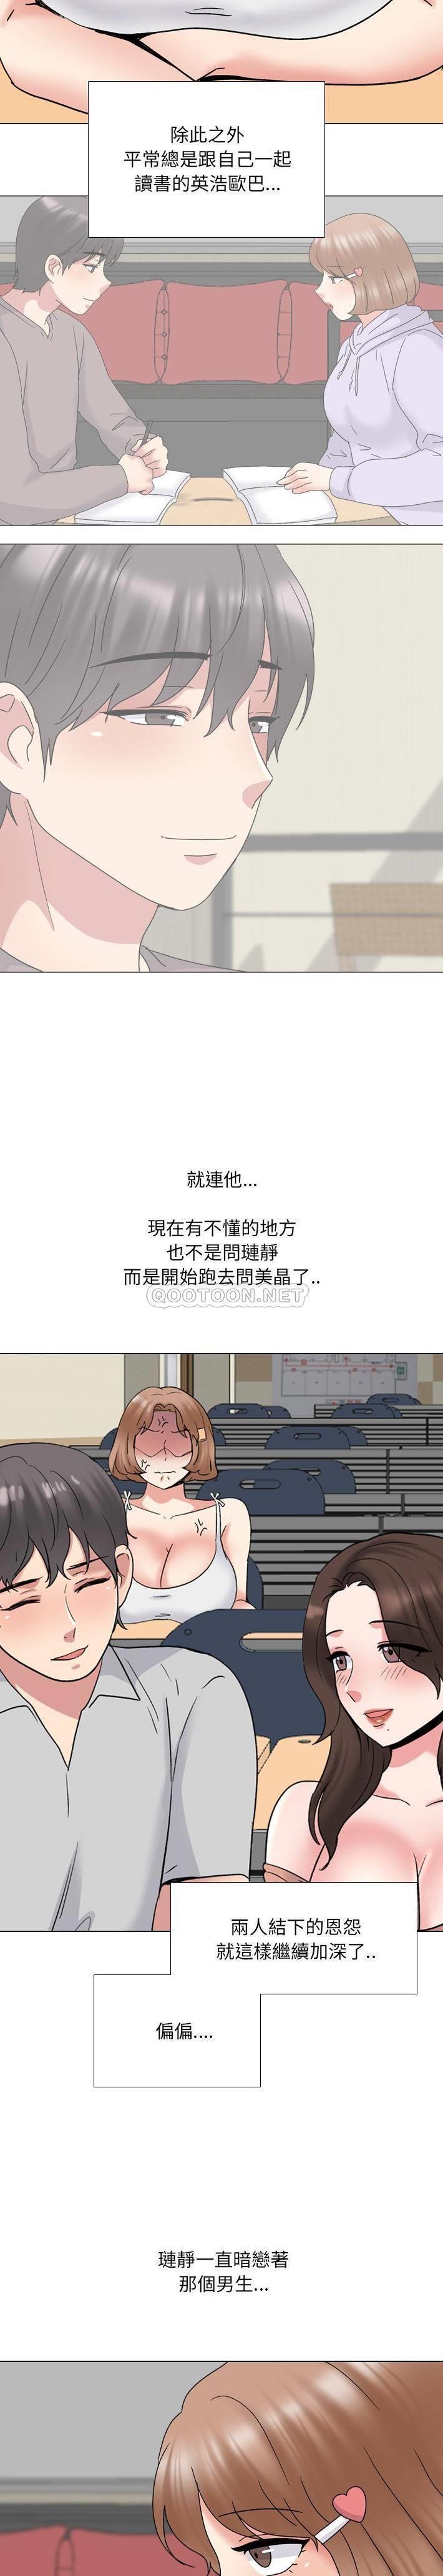 除此之外
平常總是跟自己一起
讀書的英浩歐巴...
就連他...
現在有不懂的地方
也不是問璉靜
而是開始跑去問美晶了..
QOOTOON.NET
兩人結下的恩怨
就這樣繼續加深了..
偏偏....
璉靜一直暗戀著
那個男生...